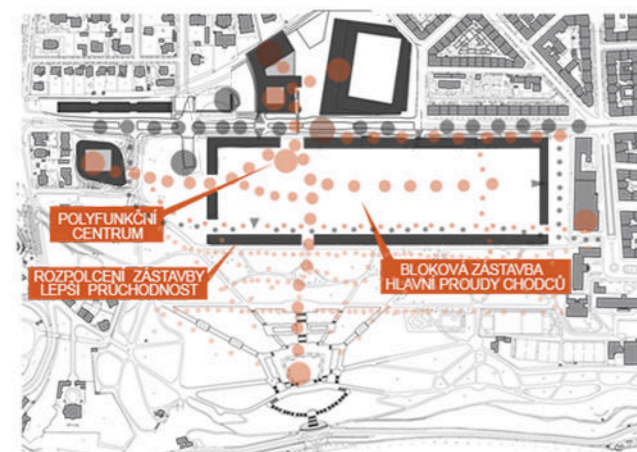 POLYFUNKČNÍ
CENTRUM
ROZPOLCENÍ ZÁSTAVBY
LEPŠÍ PRŮCHODNOST
BLOKOVÁ ZÁSTAVBA
HLAVNÍ PROUDY CHODCŮ